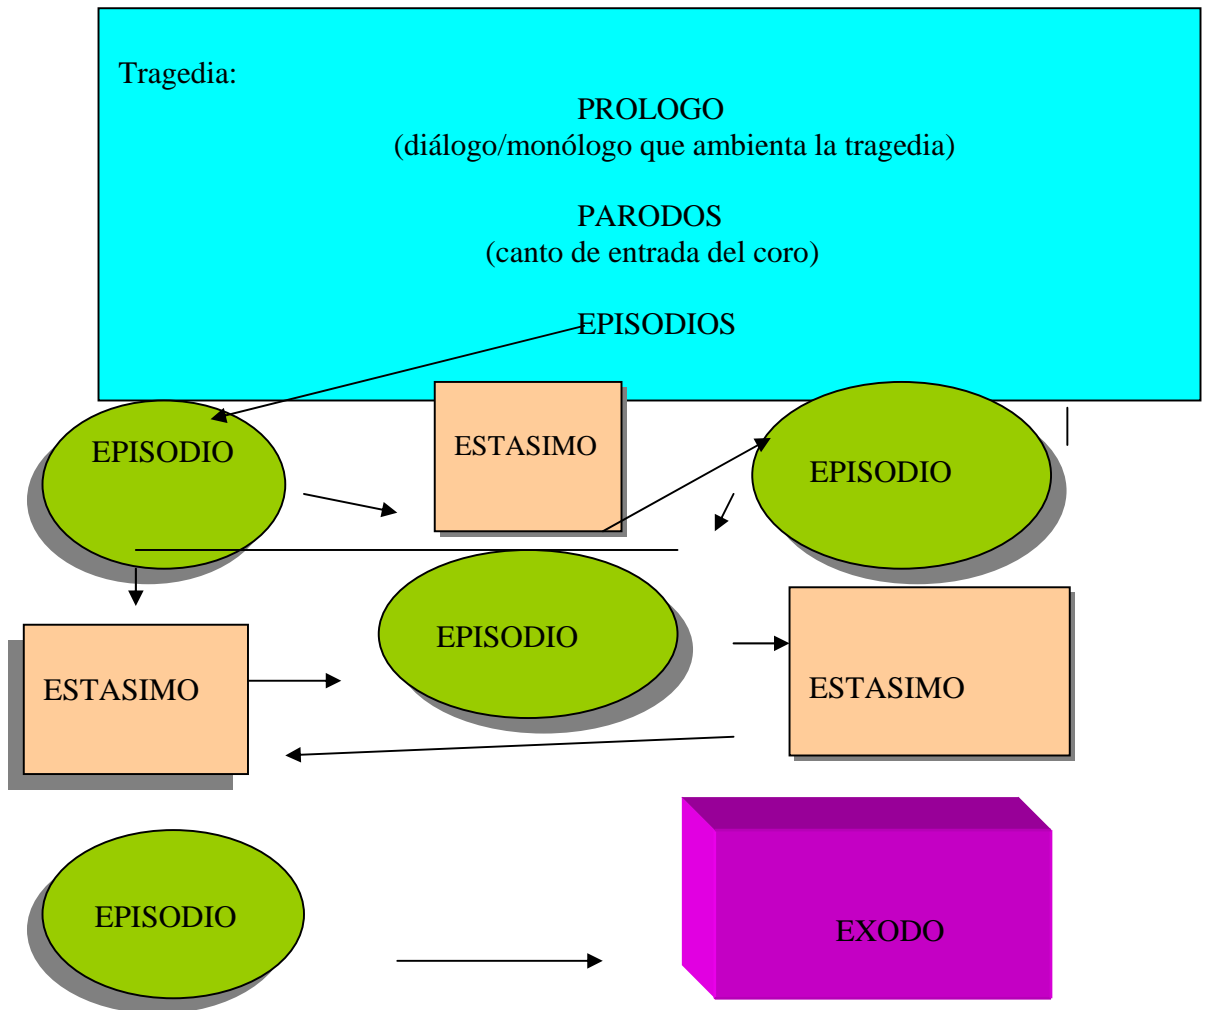 Tragedia:
PROLOGO
(diálogo/monólogo que ambienta la tragedia)
PARODOS
(canto de entrada del coro)
EPISODIOS
EPISODIO
ESTASIMO
EPISODIO
ESTASIMO
EPISODIO
ESTASIMO
EPISODIO
EXODO